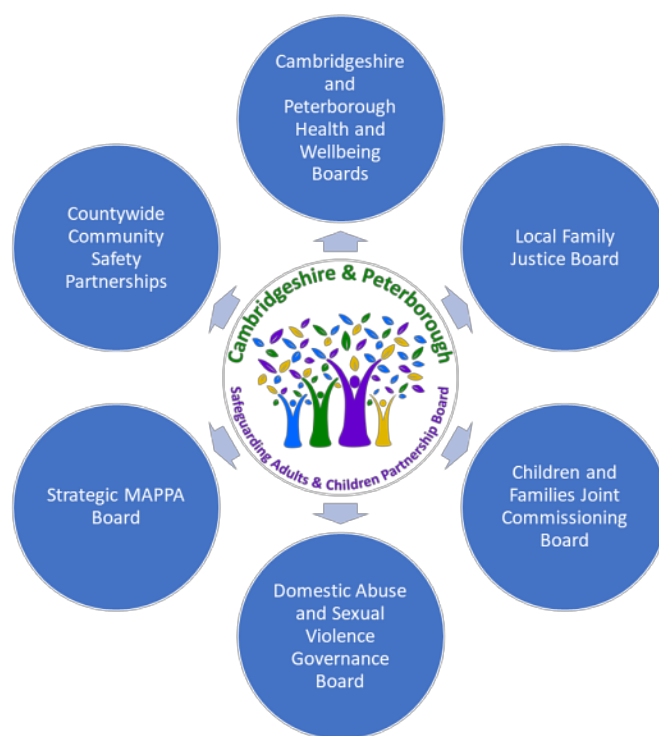 Cambridgeshire
and
Peterborough
Health and
Wellbeing
Boards
Countywide
Community
Safety
Partnerships
Local Family
Justice Board
Cambridgeshire & Peterborough
Safeguarding Adults & Children Partnership Board
Strategic MAPPA
Board
Children and
Families Joint
Commissioning
Board
Domestic Abuse
and Sexual
Violence
Governance
Board